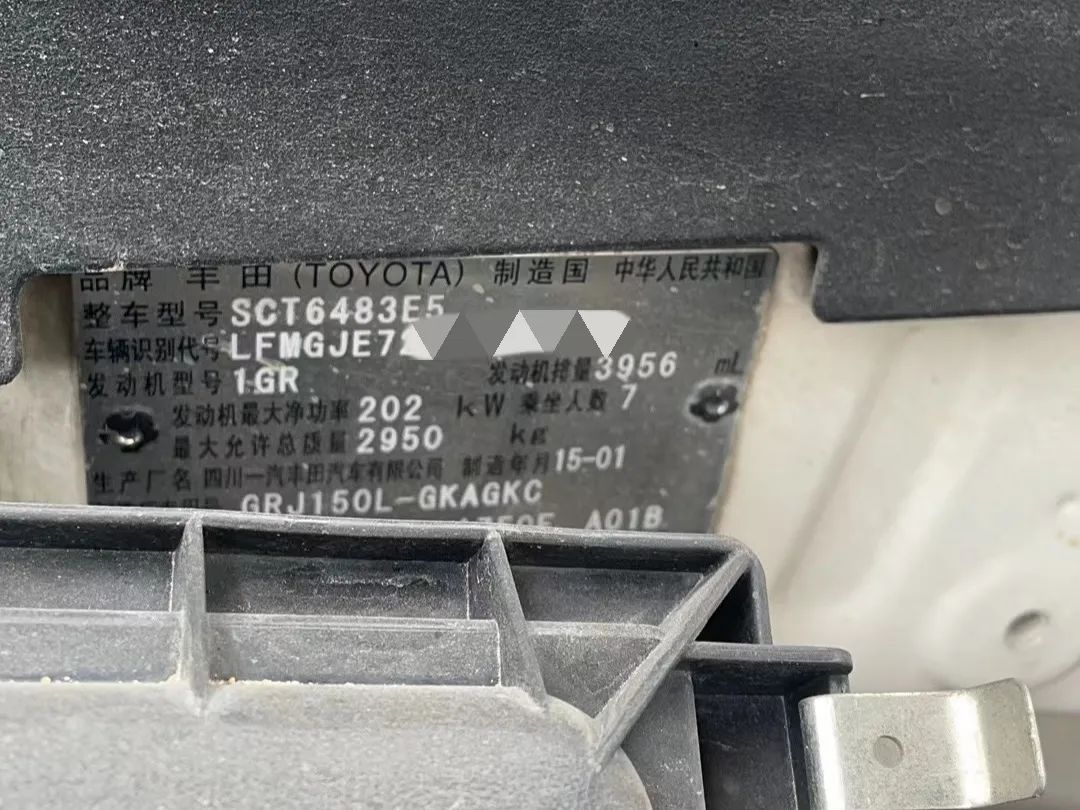 品牌 丰田(TOYOTA) 制造国 中华人民共和国
整车型号 SCT6483E5
车辆识别代号 LFMGJE72
发动机型号 1GR 发动机排量 3956 mL
发动机最大净功率 202 kW 乘坐人数 7
最大允许总质量 2950 kg
生产厂名 四川一汽丰田汽车有限公司 制造年月 15-01
GRJ150L-GKAGKC
A750F A01B